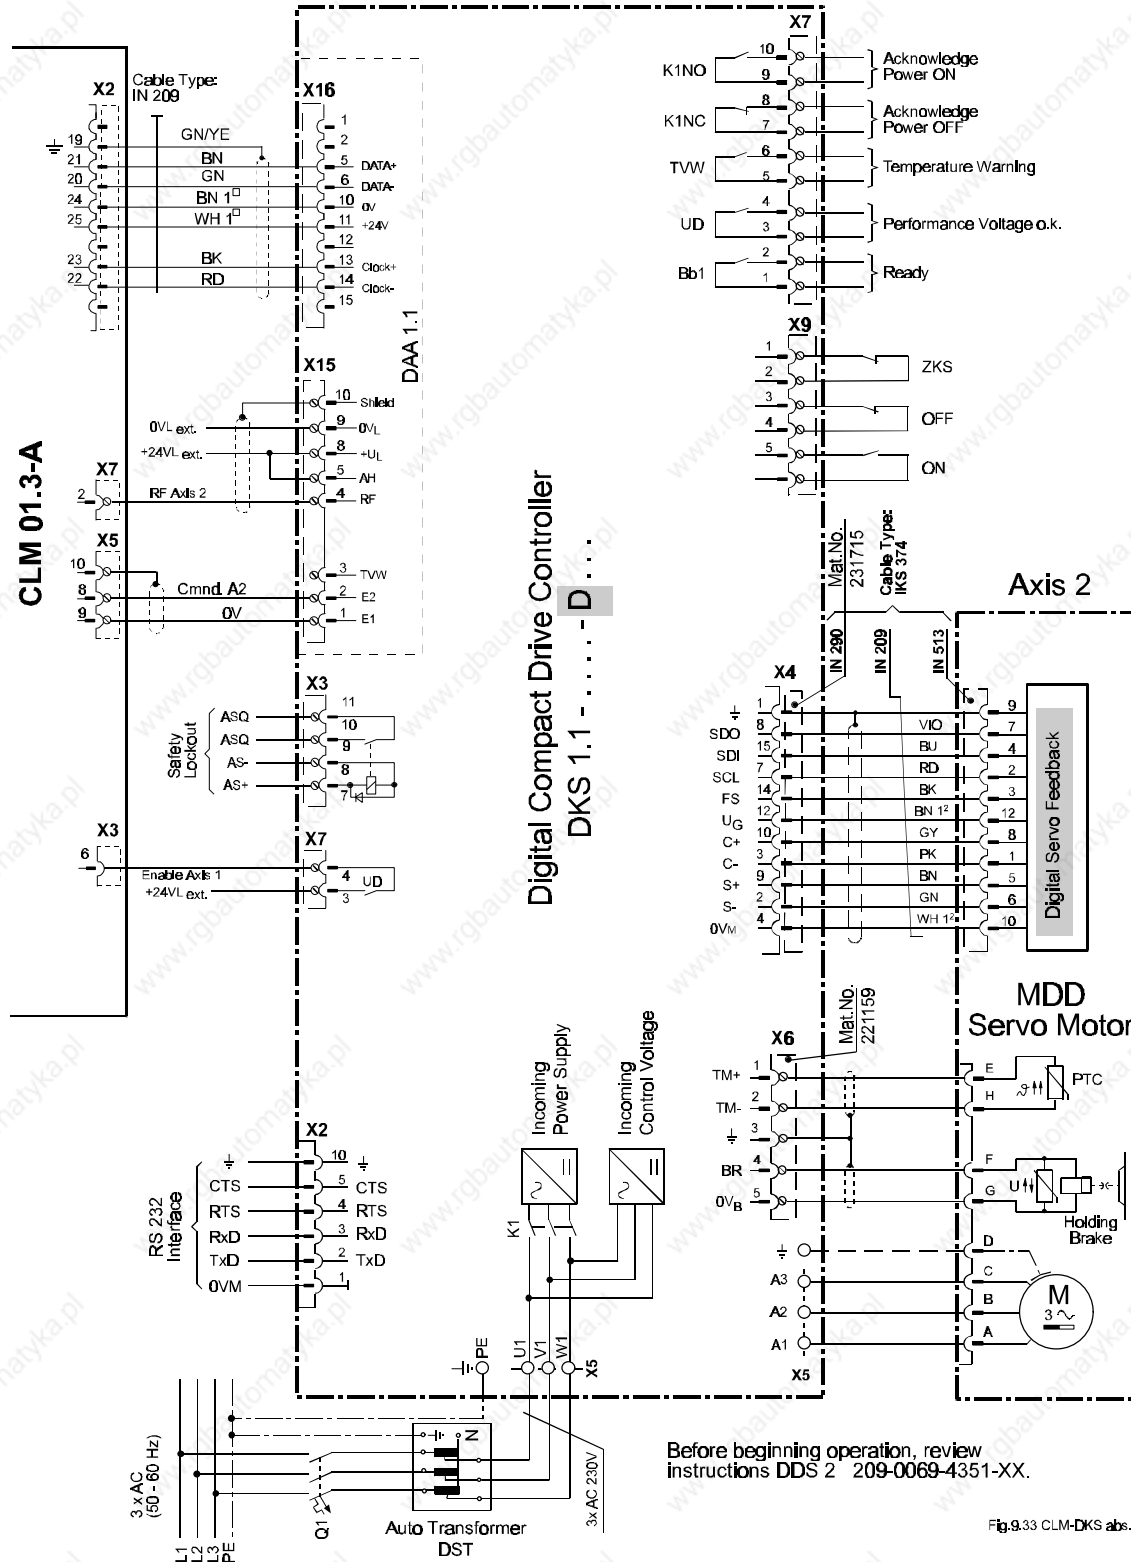 CLM 01.3-A
X2
Cable Type:
IN 209
19
GN/YE
21
BN
20
GN
24
BN 1□
25
WH 1□
23
BK
22
RD
X16
1
2
5 DATA+
6 DATA-
10 0V
11 +24V
12
13 Clock+
14 Clock-
15
DAA 1.1
X15
10 Shield
0VL ext.
9 0VL
+24VL ext.
8 +UL
5 AH
X7
2
RF Axis 2
4 RF
X5
3 TVW
10
8
Cmnd. A2
2 E2
9
0V
1 E1
X3
Safety
Lockout
ASQ
11
ASQ
10
AS-
9
AS+
8
7
X3
6
Enable Axis 1
+24VL ext.
X7
4
3
UD
Digital Compact Drive Controller
DKS 1.1 - . . . . . - D . . . .
X7
K1NO
10
9
Acknowledge
Power ON
K1NC
8
7
Acknowledge
Power OFF
TVW
6
5
Temperature Warning
UD
4
3
Performance Voltage o.k.
Bb1
2
1
Ready
X9
1
2
ZKS
3
4
OFF
5
ON
Mat.No.
231715
Cable Type:
IKS 374
IN 290
IN 209
IN 513
Axis 2
X4
1 9
SDO 8 VIO 7
SDI 15 BU 4
SCL 7 RD 2
FS 14 BK 3
UG 12 BN 1² 12
C+ 10 GY 8
C- 3 PK 1
S+ 9 BN 5
S- 2 GN 6
0VM 4 WH 1² 10
Digital Servo Feedback
MDD
Servo Motor
Mat.No.
221159
X6
TM+ 1 E
PTC
TM- 2 H
3
BR 4 F
U
0VB 5 G
Holding
Brake
D
A3 C
A2 B
A1 A
X5
M
3
Incoming
Power Supply
Incoming
Control Voltage
K1
X2
RS 232
Interface
10
CTS 5 CTS
RTS 4 RTS
RxD 3 RxD
TxD 2 TxD
0VM 1
PE
U1
V1
W1
X5
3 x AC
(50 - 60 Hz)
L1
L2
L3
PE
Q1
N
Auto Transformer
DST
3x AC 230V
Before beginning operation, review
instructions DDS 2 209-0069-4351-XX.
Fig.9.33 CLM-DKS abs.
www.rgbautomatyka.pl